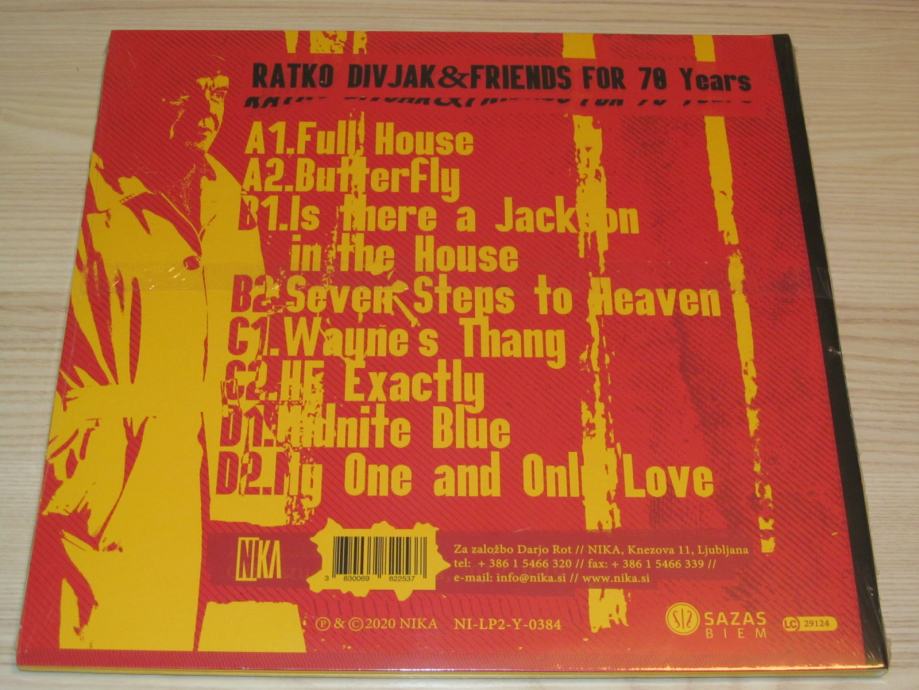 RATKO DIVJAK&FRIENDS FOR 70 Years
A1.Full House
A2.Butterfly
B1.Is there a Jackson
in the House
B2.Seven Steps to Heaven
C1.Wayne's Thang
C2.HF Exactly
D1.Midnite Blue
D2.My One and Only Love
NIKA
3 830069 822537
Za založbo Darjo Rot // NIKA, Knezova 11, Ljubljana
tel: + 386 1 5466 320 // fax: + 386 1 5466 339 //
e-mail: info@nika.si // www.nika.si
℗ & ©2020 NIKA NI-LP2-Y-0384
SAZAS
BIEM
LC 29124